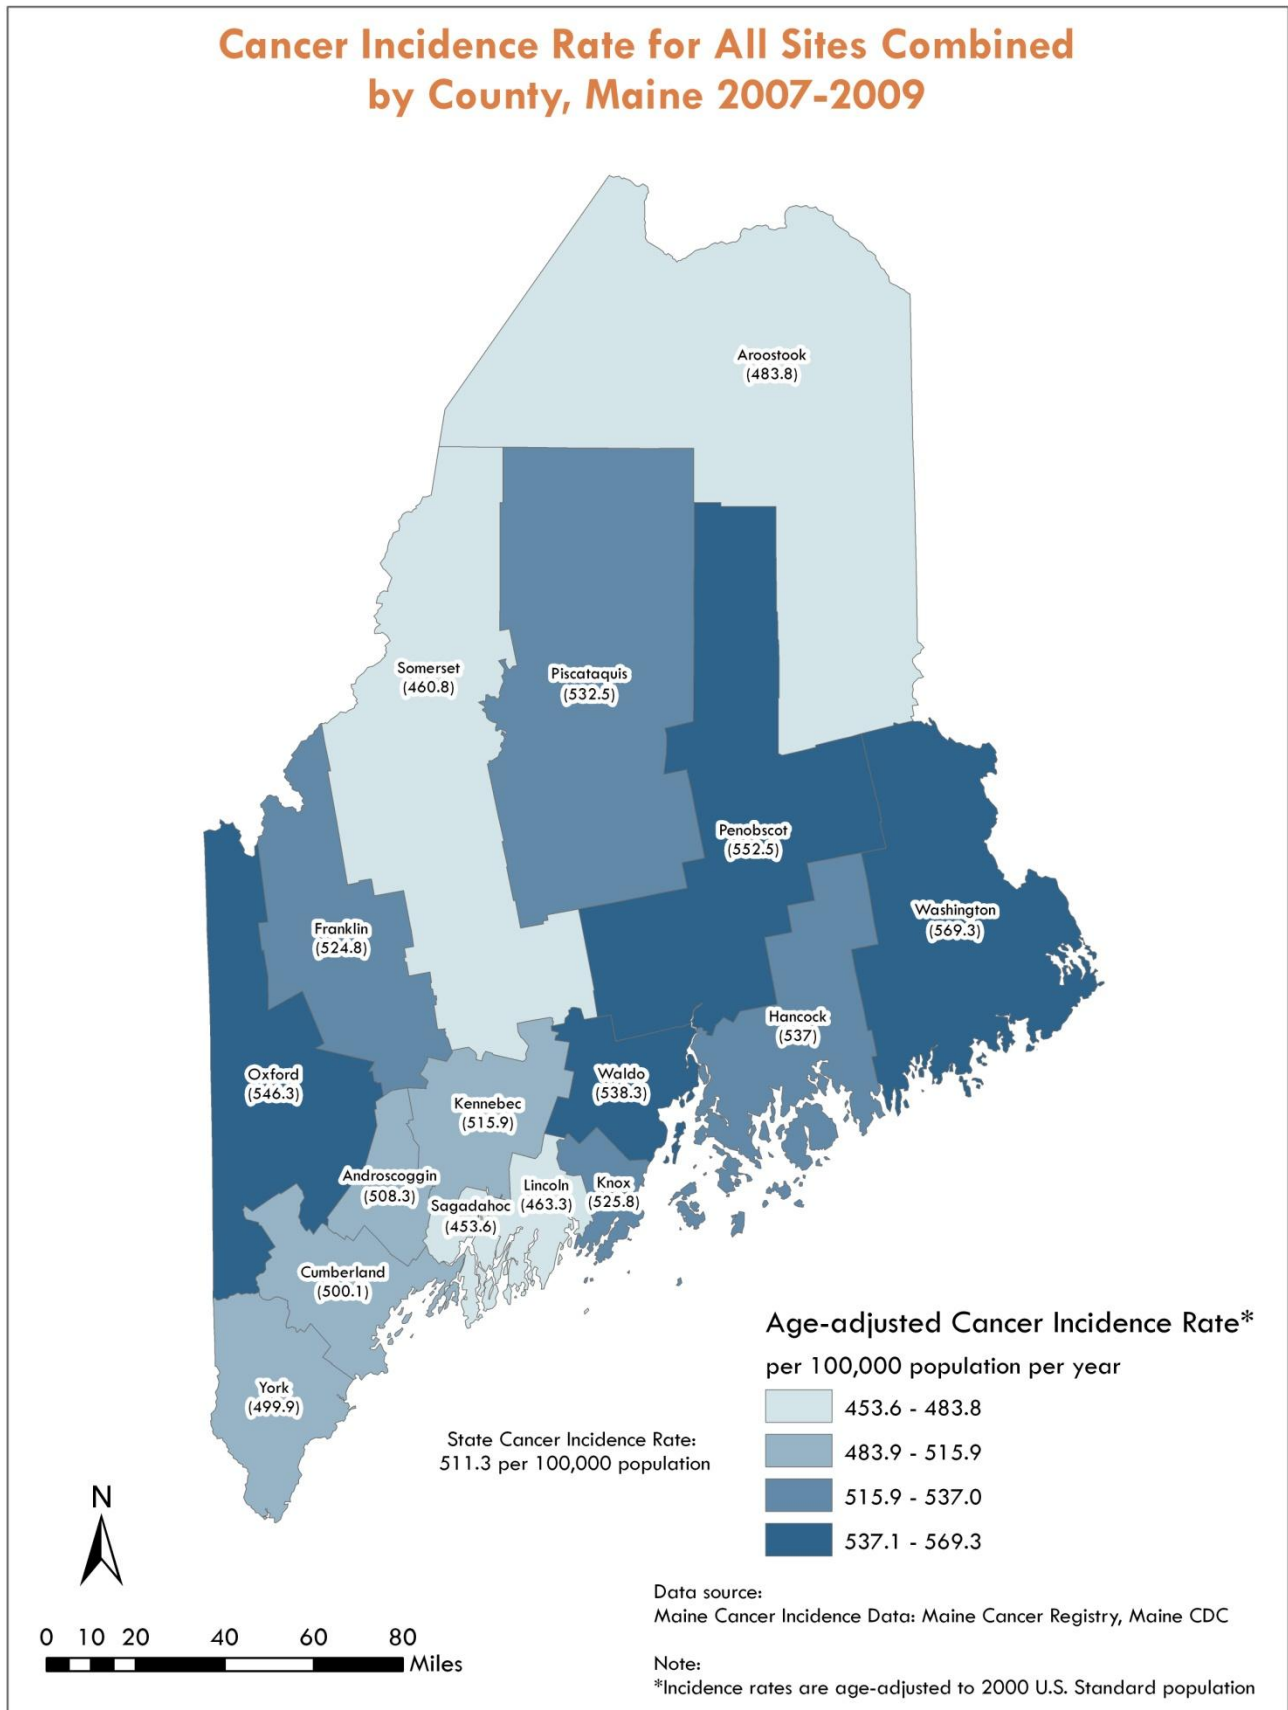 Cancer Incidence Rate for All Sites Combined
by County, Maine 2007-2009
Aroostook
(483.8)
Somerset
(460.8)
Piscataquis
(532.5)
Penobscot
(552.5)
Washington
(569.3)
Franklin
(524.8)
Hancock
(537)
Oxford
(546.3)
Waldo
(538.3)
Kennebec
(515.9)
Androscoggin
(508.3)
Lincoln
(463.3)
Knox
(525.8)
Sagadahoc
(453.6)
Cumberland
(500.1)
York
(499.9)
State Cancer Incidence Rate:
511.3 per 100,000 population
Age-adjusted Cancer Incidence Rate*
per 100,000 population per year
453.6 - 483.8
483.9 - 515.9
515.9 - 537.0
537.1 - 569.3
N
0 10 20 40 60 80
Miles
Data source:
Maine Cancer Incidence Data: Maine Cancer Registry, Maine CDC
Note:
*Incidence rates are age-adjusted to 2000 U.S. Standard population